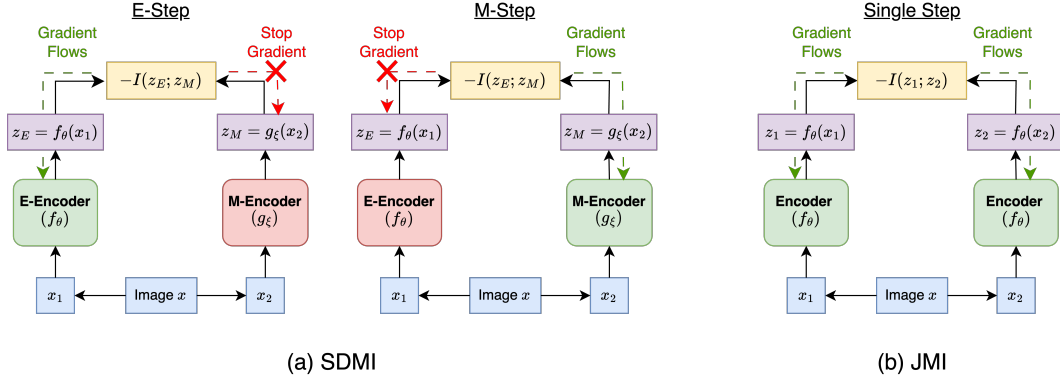 E-Step
Gradient
Flows
Stop
Gradient
−I(z_E; z_M)
z_E = f_θ(x_1)
z_M = g_ξ(x_2)
E-Encoder
(f_θ)
M-Encoder
(g_ξ)
x_1
Image x
x_2
M-Step
Stop
Gradient
Gradient
Flows
−I(z_E; z_M)
z_E = f_θ(x_1)
z_M = g_ξ(x_2)
E-Encoder
(f_θ)
M-Encoder
(g_ξ)
x_1
Image x
x_2
(a) SDMI
Single Step
Gradient
Flows
Gradient
Flows
−I(z_1; z_2)
z_1 = f_θ(x_1)
z_2 = f_θ(x_2)
Encoder
(f_θ)
Encoder
(f_θ)
x_1
Image x
x_2
(b) JMI